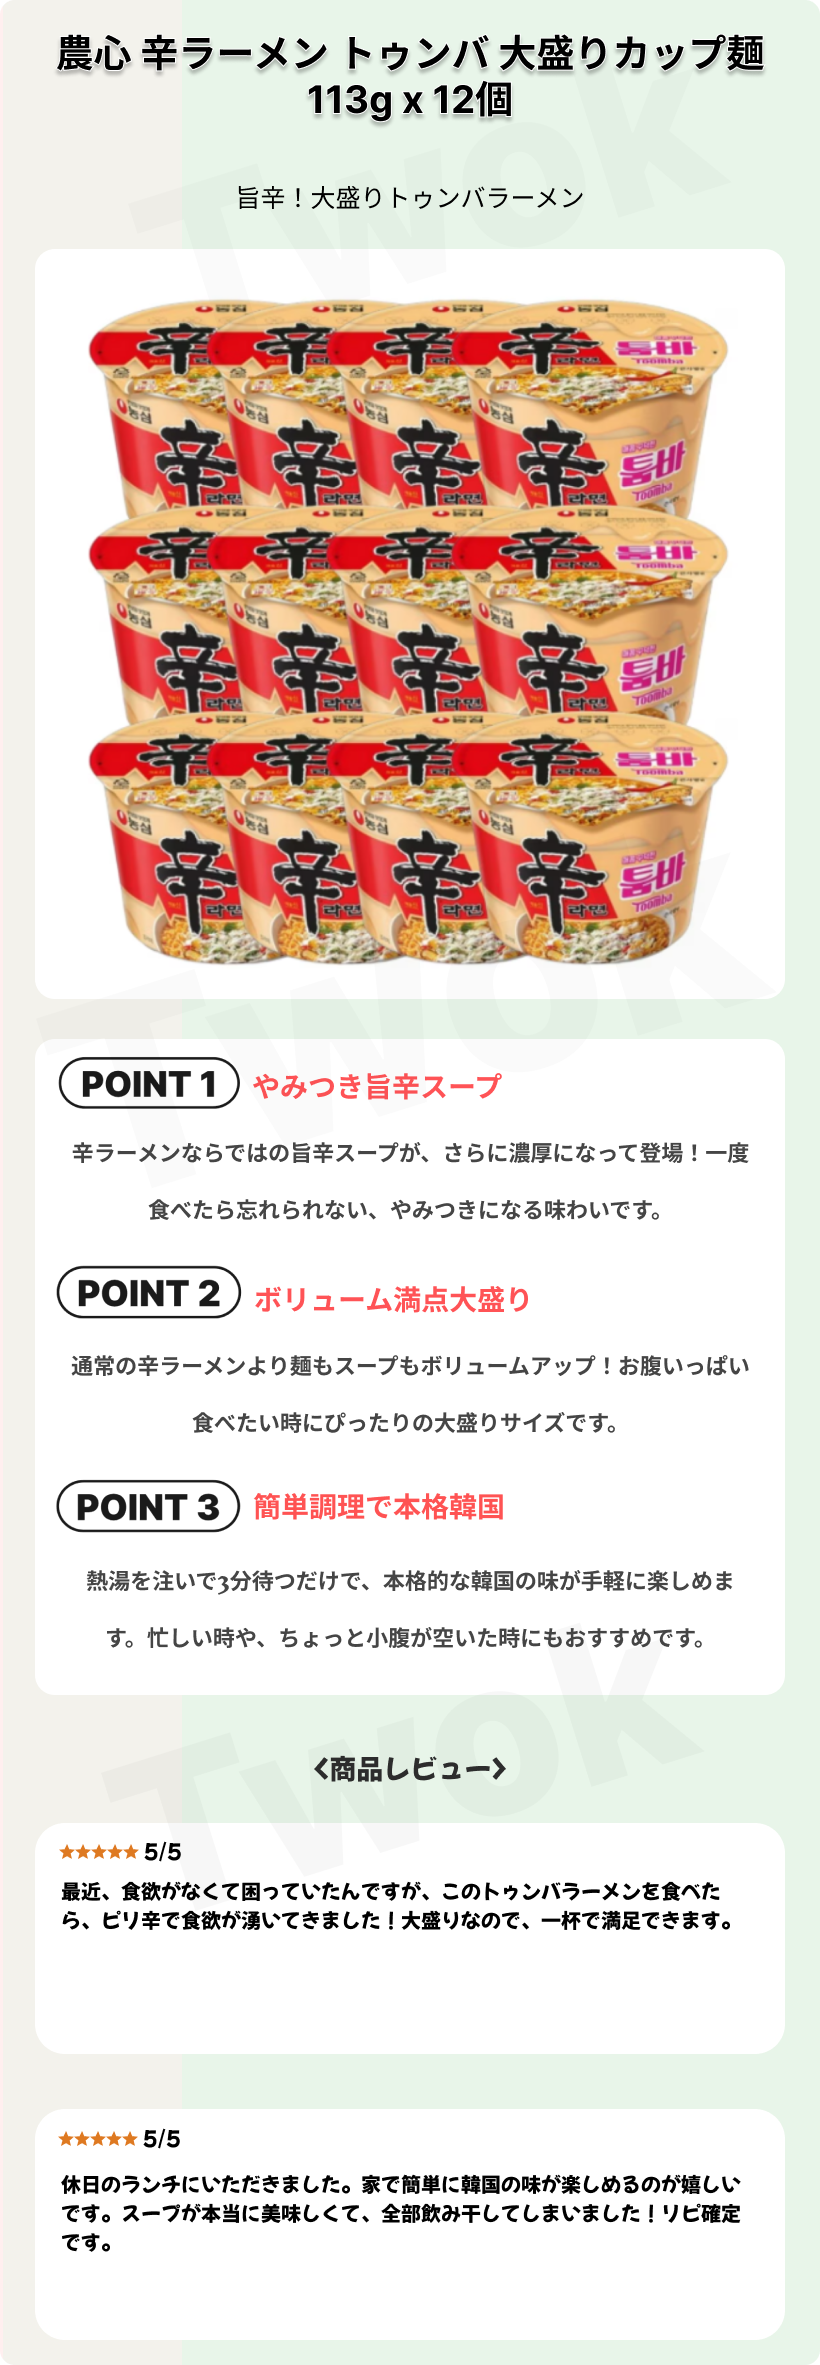 農心 辛ラーメン トゥンバ 大盛りカップ麺
113g x 12個
旨辛！大盛りトゥンバラーメン
辛
라면
농심
툼바
Toomba
POINT 1 やみつき旨辛スープ
辛ラーメンならではの旨辛スープが、さらに濃厚になって登場！一度
食べたら忘れられない、やみつきになる味わいです。
POINT 2 ボリューム満点大盛り
通常の辛ラーメンより麺もスープもボリュームアップ！お腹いっぱい
食べたい時にぴったりの大盛りサイズです。
POINT 3 簡単調理で本格韓国
熱湯を注いで3分待つだけで、本格的な韓国の味が手軽に楽しめま
す。忙しい時や、ちょっと小腹が空いた時にもおすすめです。
<商品レビュー>
★★★★★ 5/5
最近、食欲がなくて困っていたんですが、このトゥンバラーメンを食べた
ら、ピリ辛で食欲が湧いてきました！大盛りなので、一杯で満足できます。
★★★★★ 5/5
休日のランチにいただきました。家で簡単に韓国の味が楽しめるのが嬉しい
です。スープが本当に美味しくて、全部飲み干してしまいました！リピ確定
です。
Twok
Twok
Twok